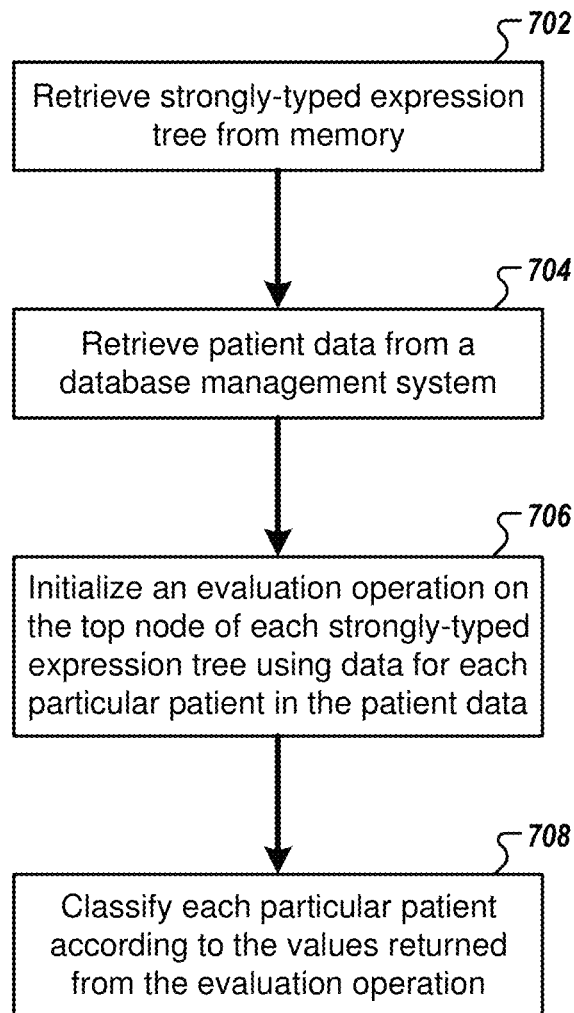 702
Retrieve strongly-typed expression
tree from memory
704
Retrieve patient data from a
database management system
706
Initialize an evaluation operation on
the top node of each strongly-typed
expression tree using data for each
particular patient in the patient data
708
Classify each particular patient
according to the values returned
from the evaluation operation